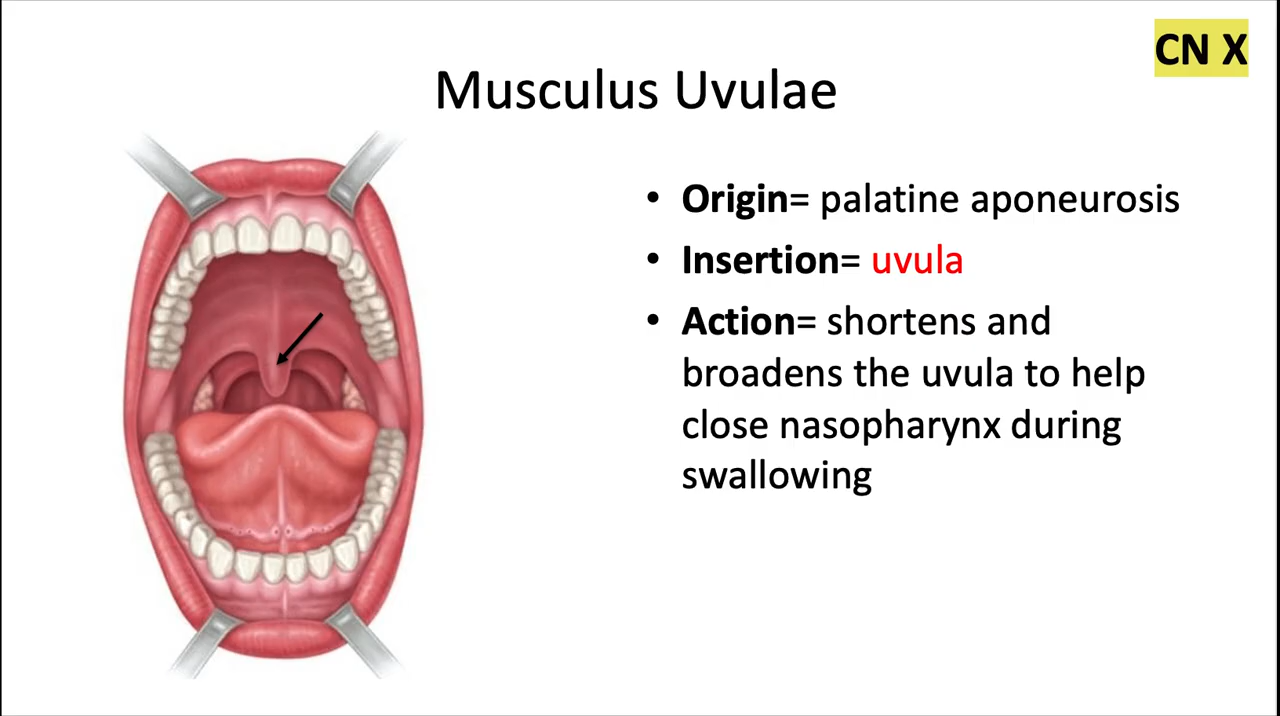 CN X
Musculus Uvulae
• Origin= palatine aponeurosis
• Insertion= uvula
• Action= shortens and
broadens the uvula to help
close nasopharynx during
swallowing